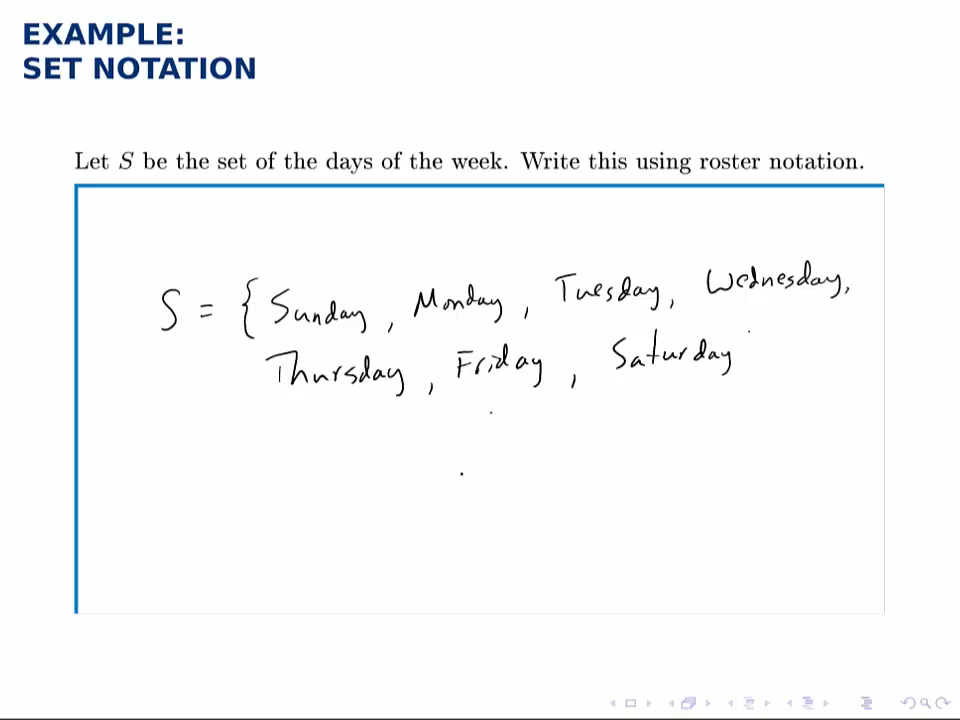 EXAMPLE:
SET NOTATION
Let S be the set of the days of the week. Write this using roster notation.
S = { Sunday, Monday, Tuesday, Wednesday,
Thursday, Friday, Saturday